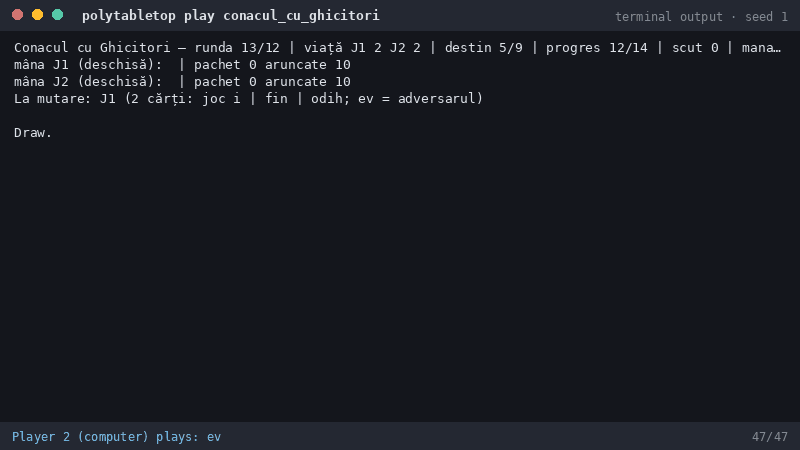 polytabletop play conacul_cu_ghicitori
terminal output · seed 1
Conacul cu Ghicitori — runda 13/12 | viață J1 2 J2 2 | destin 5/9 | progres 12/14 | scut 0 | mana…
mâna J1 (deschisă):  | pachet 0 aruncate 10
mâna J2 (deschisă):  | pachet 0 aruncate 10
La mutare: J1 (2 cărți: joc i | fin | odih; ev = adversarul)
Draw.
Player 2 (computer) plays: ev
47/47